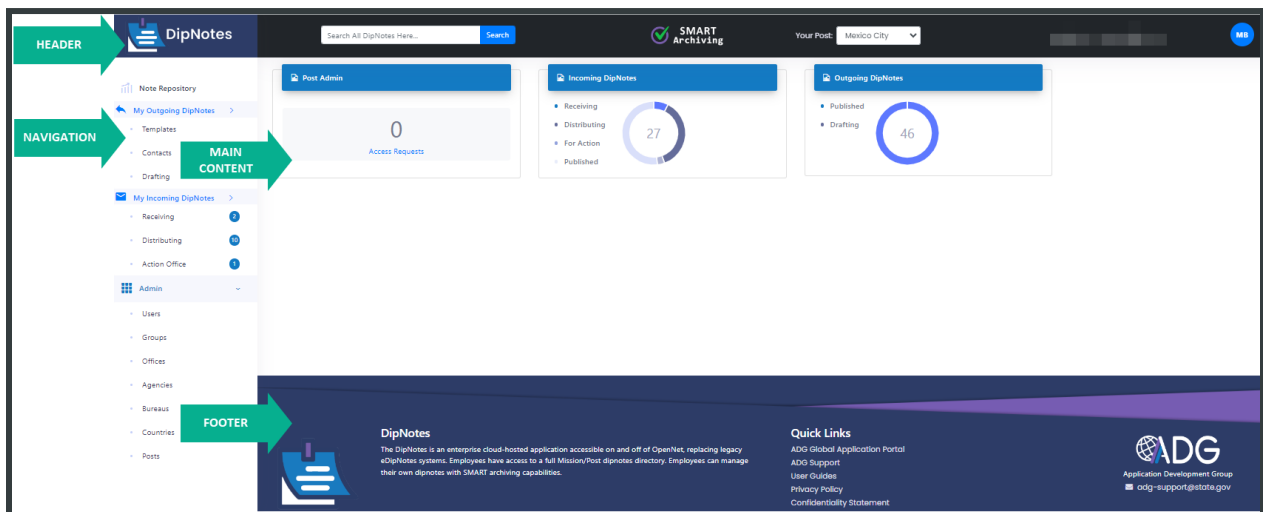 HEADER
DipNotes
Search All DipNotes Here...
Search
SMART
Archiving
Your Post:
Mexico City
MB
NAVIGATION
Note Repository
My Outgoing DipNotes
Templates
Contacts
Drafting
My Incoming DipNotes
Receiving 2
Distributing 10
Action Office 1
Admin
Users
Groups
Offices
Agencies
Bureaus
Countries
Posts
MAIN
CONTENT
Post Admin
0
Access Requests
Incoming DipNotes
Receiving
Distributing
For Action
Published
27
Outgoing DipNotes
Published
Drafting
46
FOOTER
DipNotes
The DipNotes is an enterprise cloud-hosted application accessible on and off of OpenNet, replacing legacy
eDipNotes systems. Employees have access to a full Mission/Post dipnotes directory. Employees can manage
their own dipnotes with SMART archiving capabilities.
Quick Links
ADG Global Application Portal
ADG Support
User Guides
Privacy Policy
Confidentiality Statement
ADG
Application Development Group
adg-support@state.gov